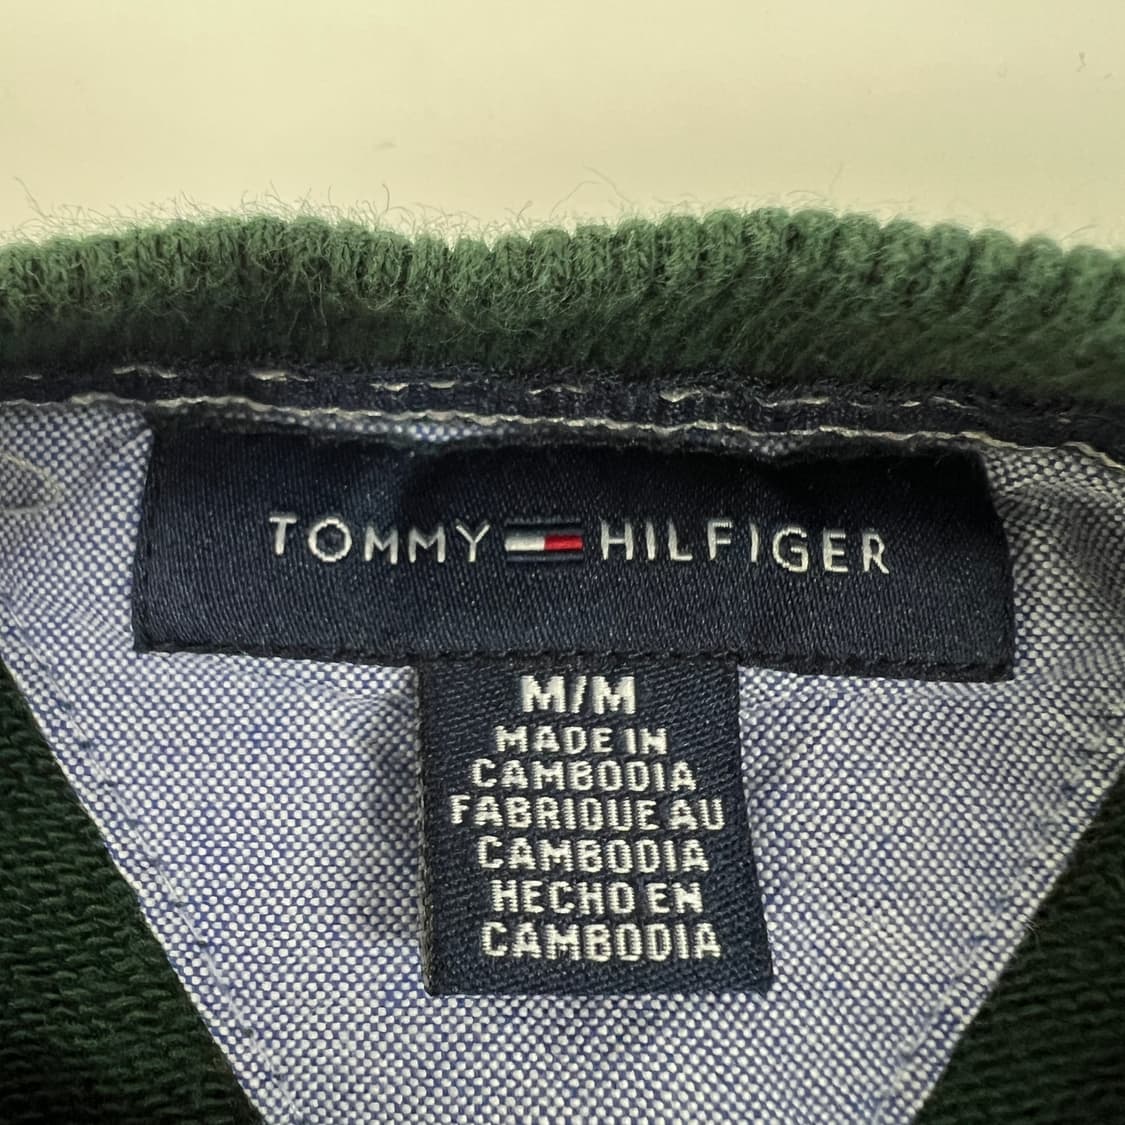 TOMMY HILFIGER
M/M
MADE IN
CAMBODIA
FABRIQUE AU
CAMBODIA
HECHO EN
CAMBODIA